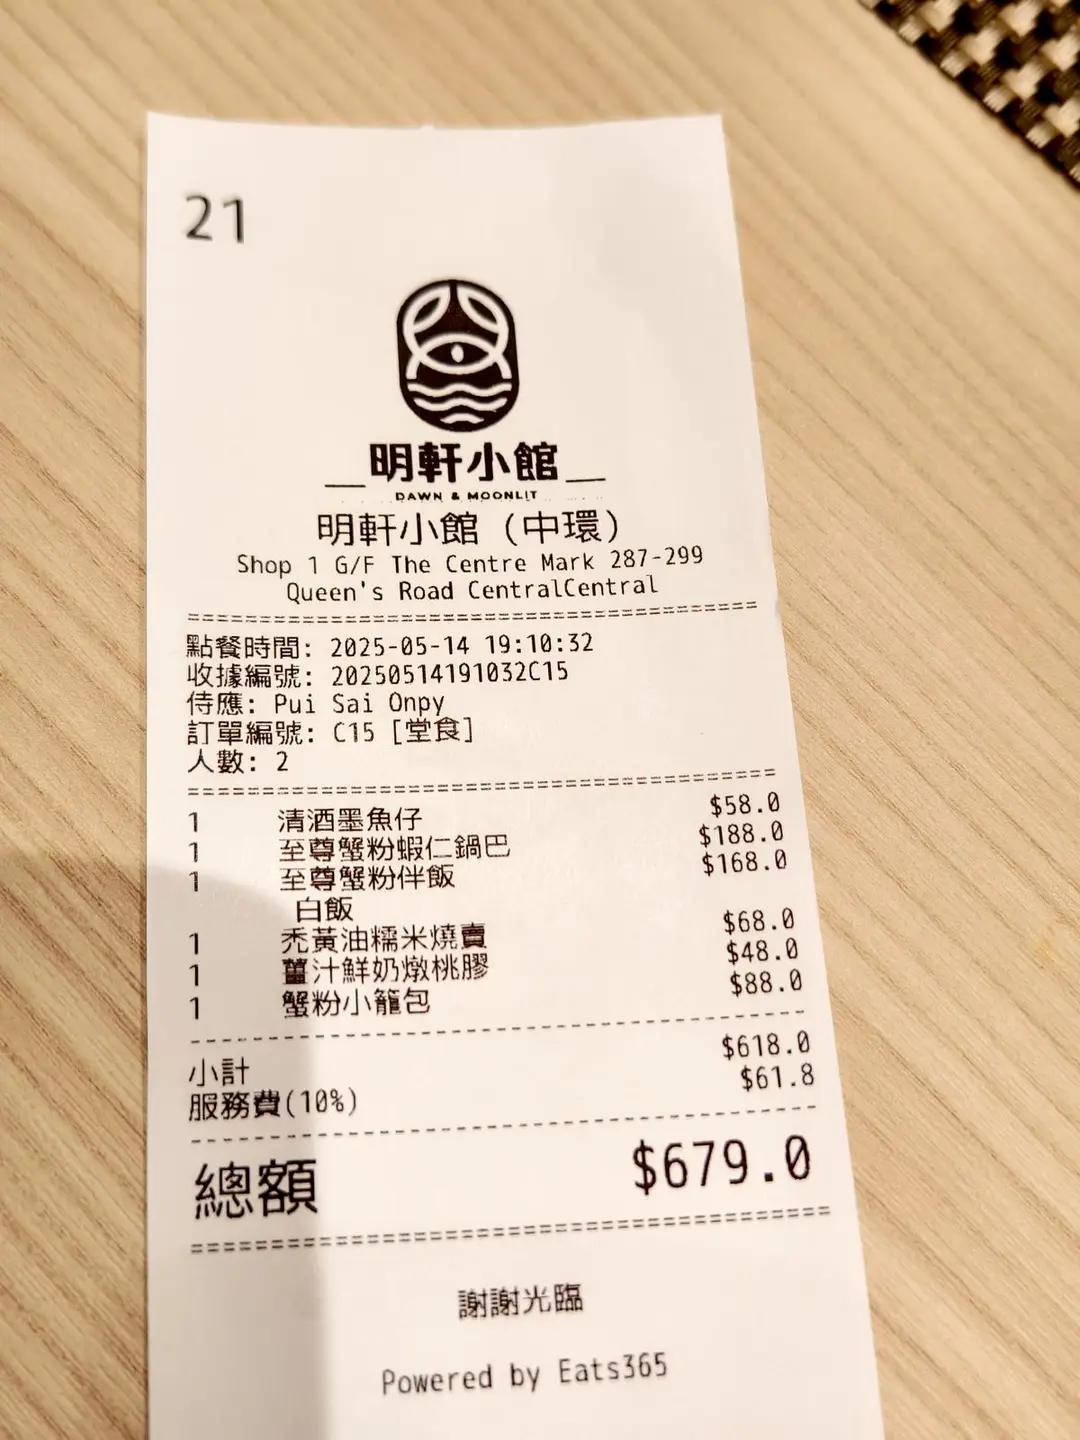 21
明軒小館
DAWN & MOONLIT
明軒小館 (中環)
Shop 1 G/F The Centre Mark 287-299
Queen's Road CentralCentral
點餐時間: 2025-05-14 19:10:32
收據編號: 20250514191032C15
侍應: Pui Sai Onpy
訂單編號: C15 [堂食]
人數: 2
1 清酒墨魚仔 $58.0
1 至尊蟹粉蝦仁鍋巴 $188.0
1 至尊蟹粉伴飯 $168.0
白飯
1 禿黃油糯米燒賣 $68.0
1 薑汁鮮奶燉桃膠 $48.0
1 蟹粉小籠包 $88.0
小計 $618.0
服務費(10%) $61.8
總額 $679.0
謝謝光臨
Powered by Eats365